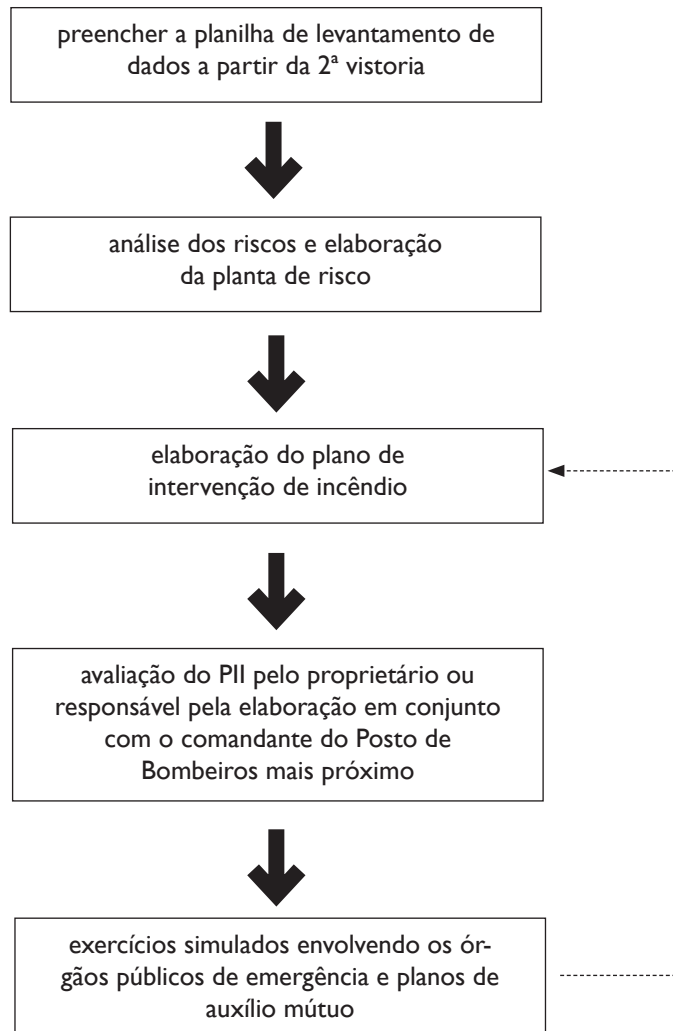 preencher a planilha de levantamento de
dados a partir da 2ª vistoria
análise dos riscos e elaboração
da planta de risco
elaboração do plano de
intervenção de incêndio
avaliação do PII pelo proprietário ou
responsável pela elaboração em conjunto
com o comandante do Posto de
Bombeiros mais próximo
exercícios simulados envolvendo os ór-
gãos públicos de emergência e planos de
auxílio mútuo